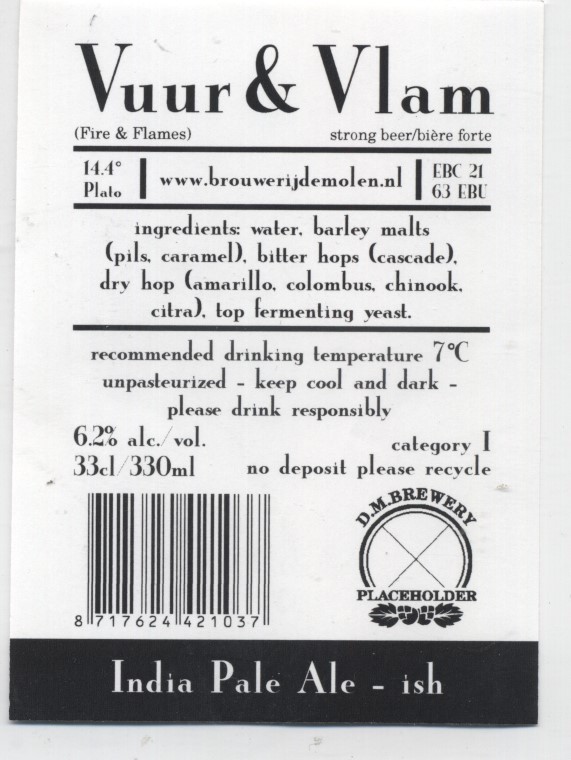 Vuur & Vlam
(Fire & Flames) strong beer/bière forte
14.4°
Plato
www.brouwerijdemolen.nl
EBC 21
63 EBU
ingredients: water, barley malts
(pils, caramel), bitter hops (cascade),
dry hop (amarillo, colombus, chinook,
citra), top fermenting yeast.
recommended drinking temperature 7°C
unpasteurized - keep cool and dark -
please drink responsibly
6.2% alc./vol.
33cl/330ml
category I
no deposit please recycle
8 717624 421037
D.M.BREWERY
PLACEHOLDER
India Pale Ale - ish